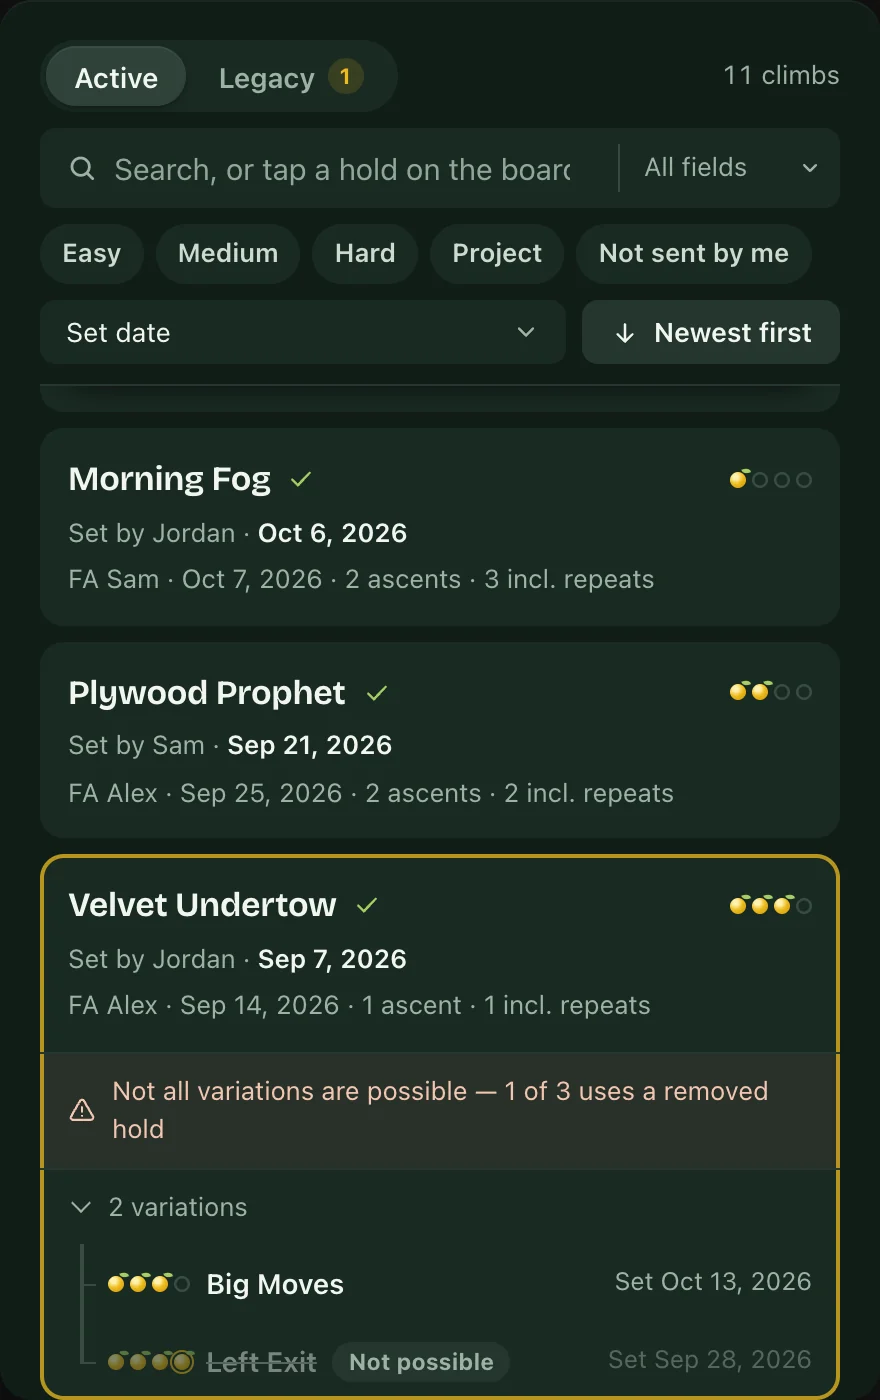 Active
Legacy 1
11 climbs
Search, or tap a hold on the board
All fields
Easy
Medium
Hard
Project
Not sent by me
Set date
↓ Newest first
Morning Fog ✓
Set by Jordan · Oct 6, 2026
FA Sam · Oct 7, 2026 · 2 ascents · 3 incl. repeats
Plywood Prophet ✓
Set by Sam · Sep 21, 2026
FA Alex · Sep 25, 2026 · 2 ascents · 2 incl. repeats
Velvet Undertow ✓
Set by Jordan · Sep 7, 2026
FA Alex · Sep 14, 2026 · 1 ascent · 1 incl. repeats
Not all variations are possible — 1 of 3 uses a removed
hold
2 variations
Big Moves
Set Oct 13, 2026
Left Exit
Not possible
Set Sep 28, 2026